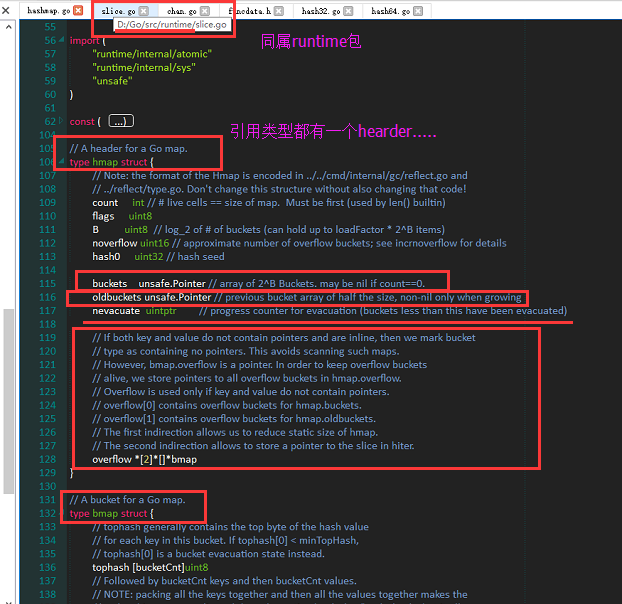 hashmap.go slice.go chan.go funcdata.h hash32.go hash64.go
D:/Go/src/runtime/slice.go
55
56 import (
同属runtime包
57 "runtime/internal/atomic"
58 "runtime/internal/sys"
59 "unsafe"
60 )
61
62 const ( ...)
引用类型都有一个hearder.....
104
105 // A header for a Go map.
106 type hmap struct {
107 // Note: the format of the Hmap is encoded in ../../cmd/internal/gc/reflect.go and
108 // ../reflect/type.go. Don't change this structure without also changing that code!
109 count int // # live cells == size of map. Must be first (used by len() builtin)
110 flags uint8
111 B uint8 // log_2 of # of buckets (can hold up to loadFactor * 2^B items)
112 noverflow uint16 // approximate number of overflow buckets; see incrnoverflow for details
113 hash0 uint32 // hash seed
114
115 buckets unsafe.Pointer // array of 2^B Buckets. may be nil if count==0.
116 oldbuckets unsafe.Pointer // previous bucket array of half the size, non-nil only when growing
117 nevacuate uintptr // progress counter for evacuation (buckets less than this have been evacuated)
118
119 // If both key and value do not contain pointers and are inline, then we mark bucket
120 // type as containing no pointers. This avoids scanning such maps.
121 // However, bmap.overflow is a pointer. In order to keep overflow buckets
122 // alive, we store pointers to all overflow buckets in hmap.overflow.
123 // Overflow is used only if key and value do not contain pointers.
124 // overflow[0] contains overflow buckets for hmap.buckets.
125 // overflow[1] contains overflow buckets for hmap.oldbuckets.
126 // The first indirection allows us to reduce static size of hmap.
127 // The second indirection allows to store a pointer to the slice in hiter.
128 overflow *[2]*[]*bmap
129 }
130
131 // A bucket for a Go map.
132 type bmap struct {
133 // tophash generally contains the top byte of the hash value
134 // for each key in this bucket. If tophash[0] < minTopHash,
135 // tophash[0] is a bucket evacuation state instead.
136 tophash [bucketCnt]uint8
137 // Followed by bucketCnt keys and then bucketCnt values.
138 // NOTE: packing all the keys together and then all the values together makes the